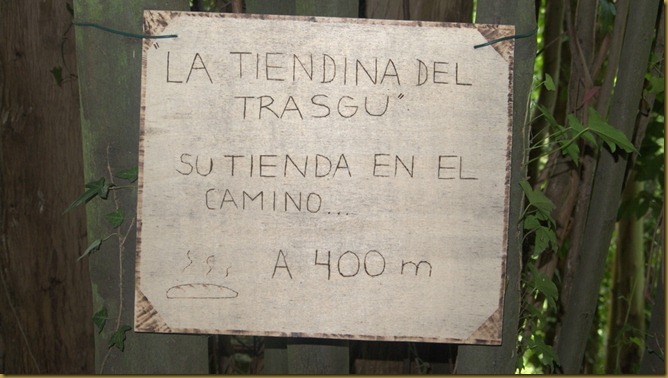 "LA TIENDINA DEL
TRASGU"
SU TIENDA EN EL
CAMINO...
A 400 m